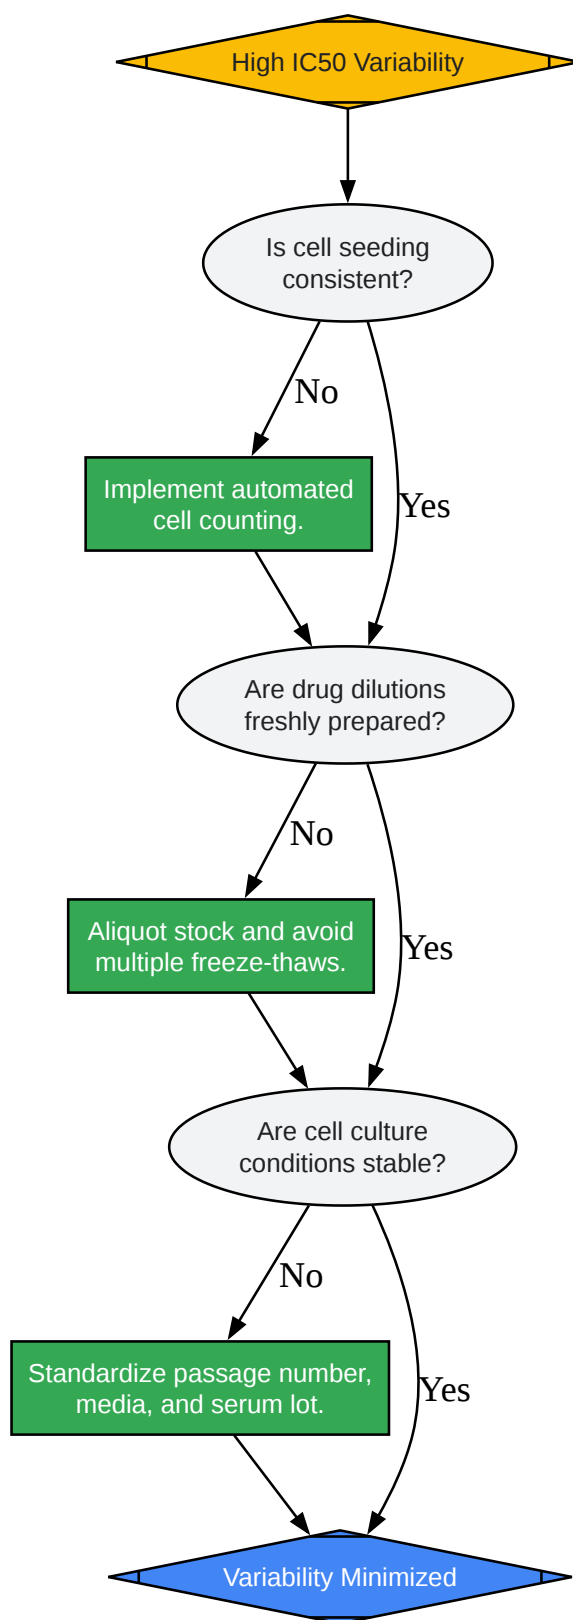 High IC50 Variability
Is cell seeding
consistent?
No
Implement automated
cell counting.
Yes
Are drug dilutions
freshly prepared?
No
Aliquot stock and avoid
multiple freeze-thaws.
Yes
Are cell culture
conditions stable?
No
Standardize passage number,
media, and serum lot.
Yes
Variability Minimized